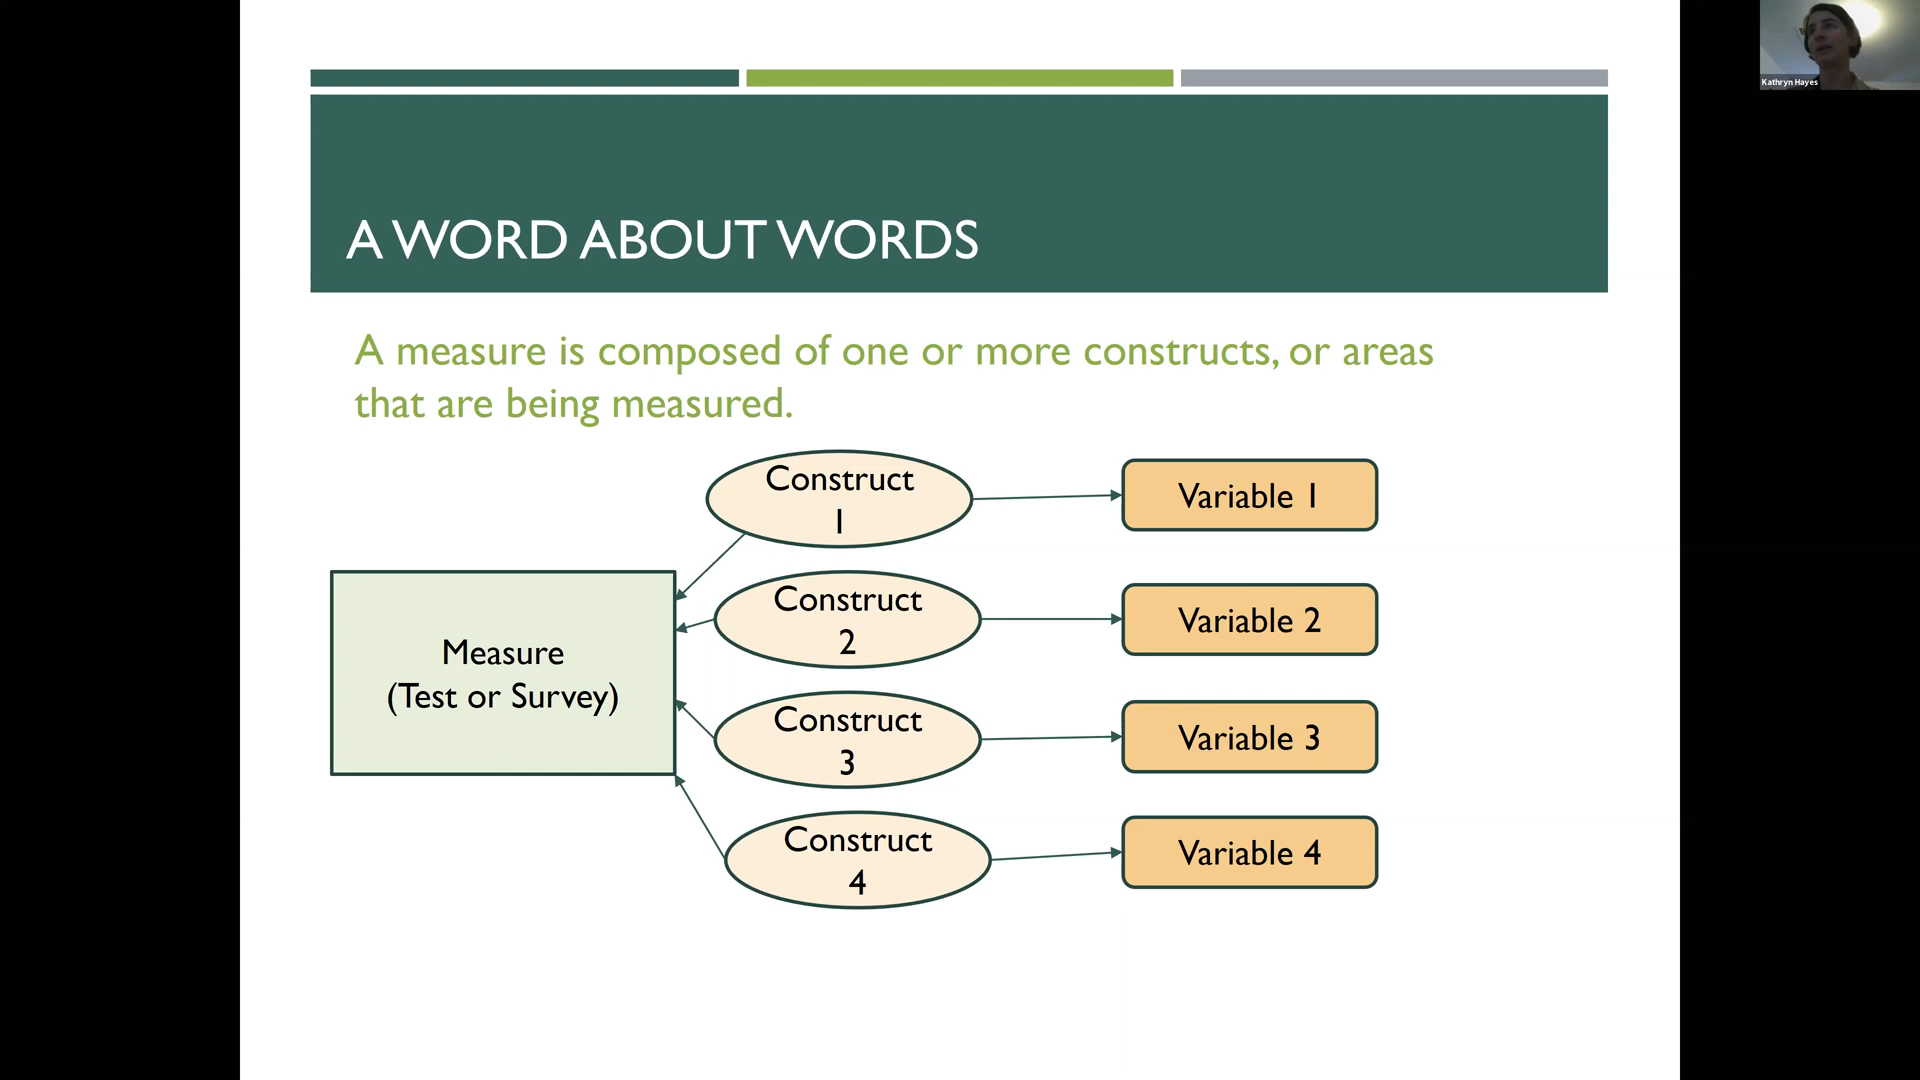 Kathryn Hayes
A WORD ABOUT WORDS
A measure is composed of one or more constructs, or areas
that are being measured.
Construct
1
Variable 1
Construct
2
Variable 2
Measure
(Test or Survey)
Construct
3
Variable 3
Construct
4
Variable 4